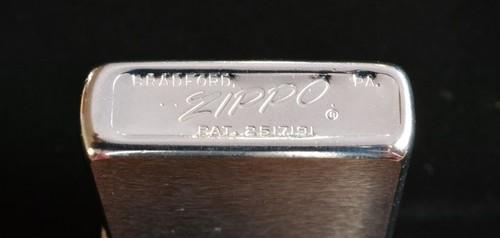 BRADFORD, PA.
ZIPPO ®
PAT. 2517191